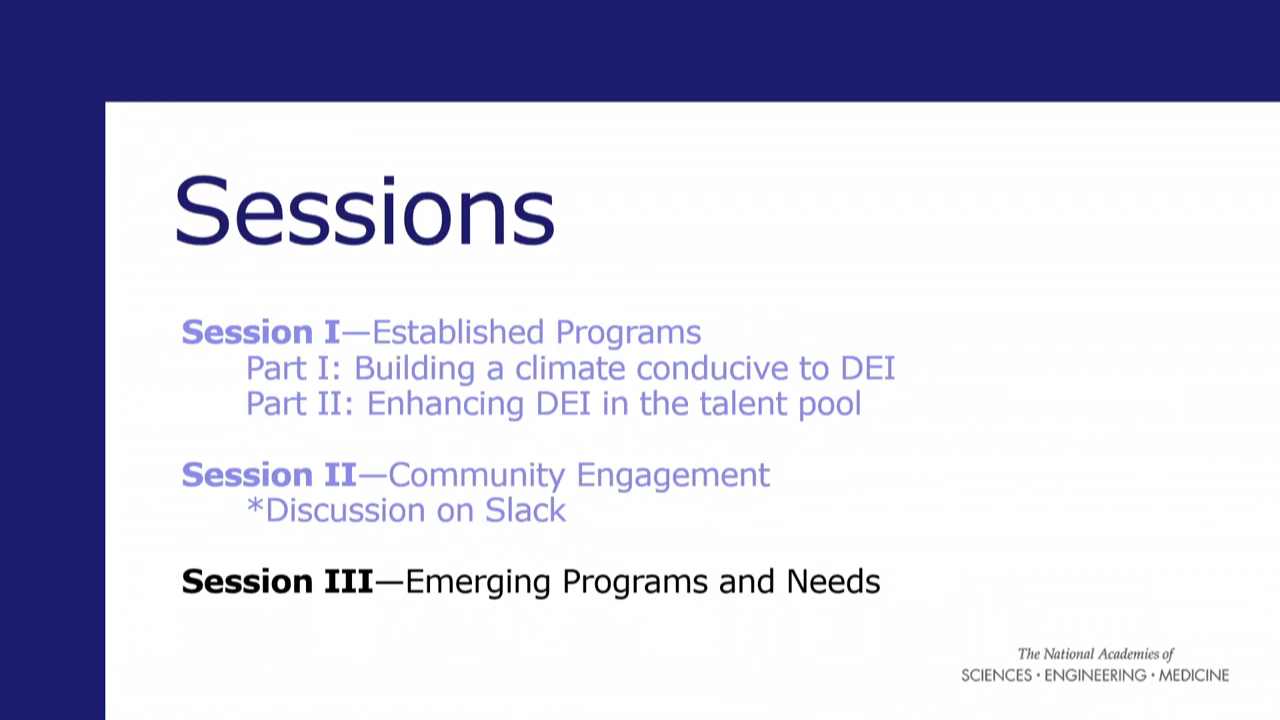 Sessions
Session I—Established Programs
Part I: Building a climate conducive to DEI
Part II: Enhancing DEI in the talent pool
Session II—Community Engagement
*Discussion on Slack
Session III—Emerging Programs and Needs
The National Academies of
SCIENCES · ENGINEERING · MEDICINE